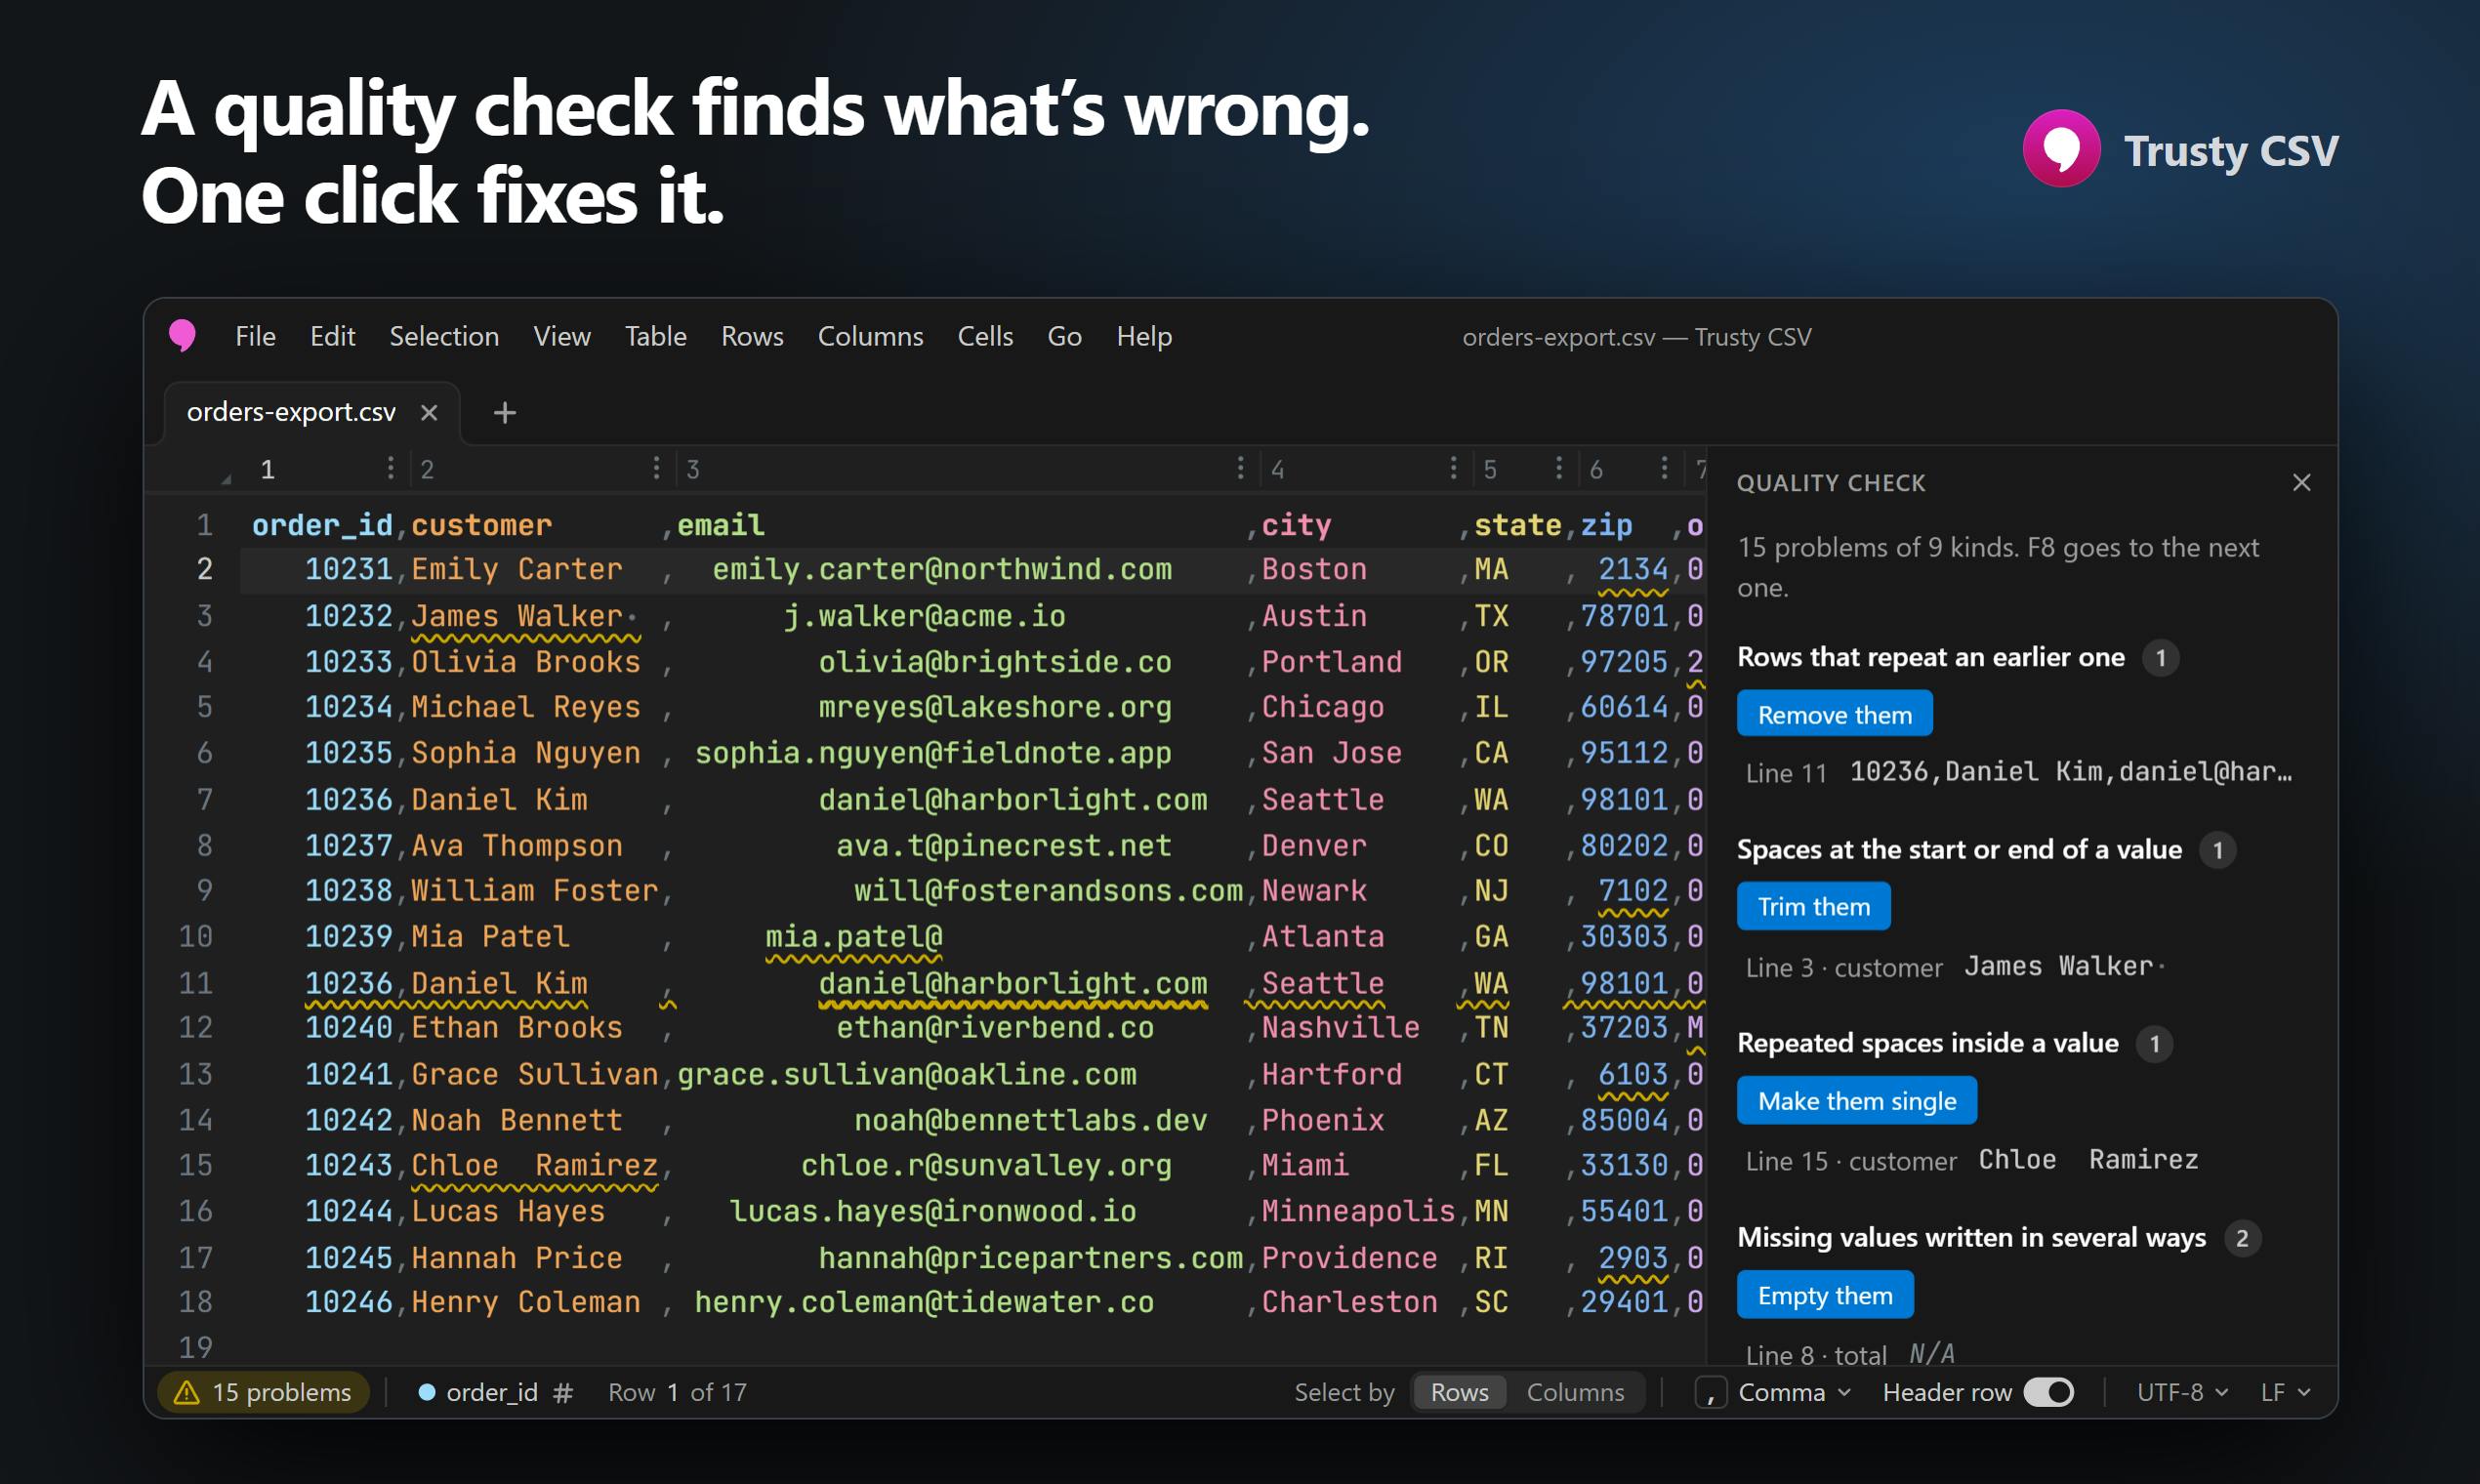 A quality check finds what's wrong.
One click fixes it.
Trusty CSV
File Edit Selection View Table Rows Columns Cells Go Help
orders-export.csv — Trusty CSV
orders-export.csv × +
1 2 3 4 5 6 7
1 order_id,customer ,email ,city ,state,zip ,o
2 10231,Emily Carter , emily.carter@northwind.com ,Boston ,MA , 2134,0
3 10232,James Walker· , j.walker@acme.io ,Austin ,TX ,78701,0
4 10233,Olivia Brooks , olivia@brightside.co ,Portland ,OR ,97205,2
5 10234,Michael Reyes , mreyes@lakeshore.org ,Chicago ,IL ,60614,0
6 10235,Sophia Nguyen , sophia.nguyen@fieldnote.app ,San Jose ,CA ,95112,0
7 10236,Daniel Kim , daniel@harborlight.com ,Seattle ,WA ,98101,0
8 10237,Ava Thompson , ava.t@pinecrest.net ,Denver ,CO ,80202,0
9 10238,William Foster, will@fosterandsons.com,Newark ,NJ , 7102,0
10 10239,Mia Patel , mia.patel@ ,Atlanta ,GA ,30303,0
11 10236,Daniel Kim , daniel@harborlight.com ,Seattle ,WA ,98101,0
12 10240,Ethan Brooks , ethan@riverbend.co ,Nashville ,TN ,37203,M
13 10241,Grace Sullivan,grace.sullivan@oakline.com ,Hartford ,CT , 6103,0
14 10242,Noah Bennett , noah@bennettlabs.dev ,Phoenix ,AZ ,85004,0
15 10243,Chloe  Ramirez, chloe.r@sunvalley.org ,Miami ,FL ,33130,0
16 10244,Lucas Hayes , lucas.hayes@ironwood.io ,Minneapolis,MN ,55401,0
17 10245,Hannah Price , hannah@pricepartners.com,Providence ,RI , 2903,0
18 10246,Henry Coleman , henry.coleman@tidewater.co ,Charleston ,SC ,29401,0
19
QUALITY CHECK ×
15 problems of 9 kinds. F8 goes to the next
one.
Rows that repeat an earlier one 1
Remove them
Line 11 10236,Daniel Kim,daniel@har…
Spaces at the start or end of a value 1
Trim them
Line 3 · customer James Walker·
Repeated spaces inside a value 1
Make them single
Line 15 · customer Chloe  Ramirez
Missing values written in several ways 2
Empty them
Line 8 · total N/A
15 problems order_id # Row 1 of 17 Select by Rows Columns , Comma Header row UTF-8 LF